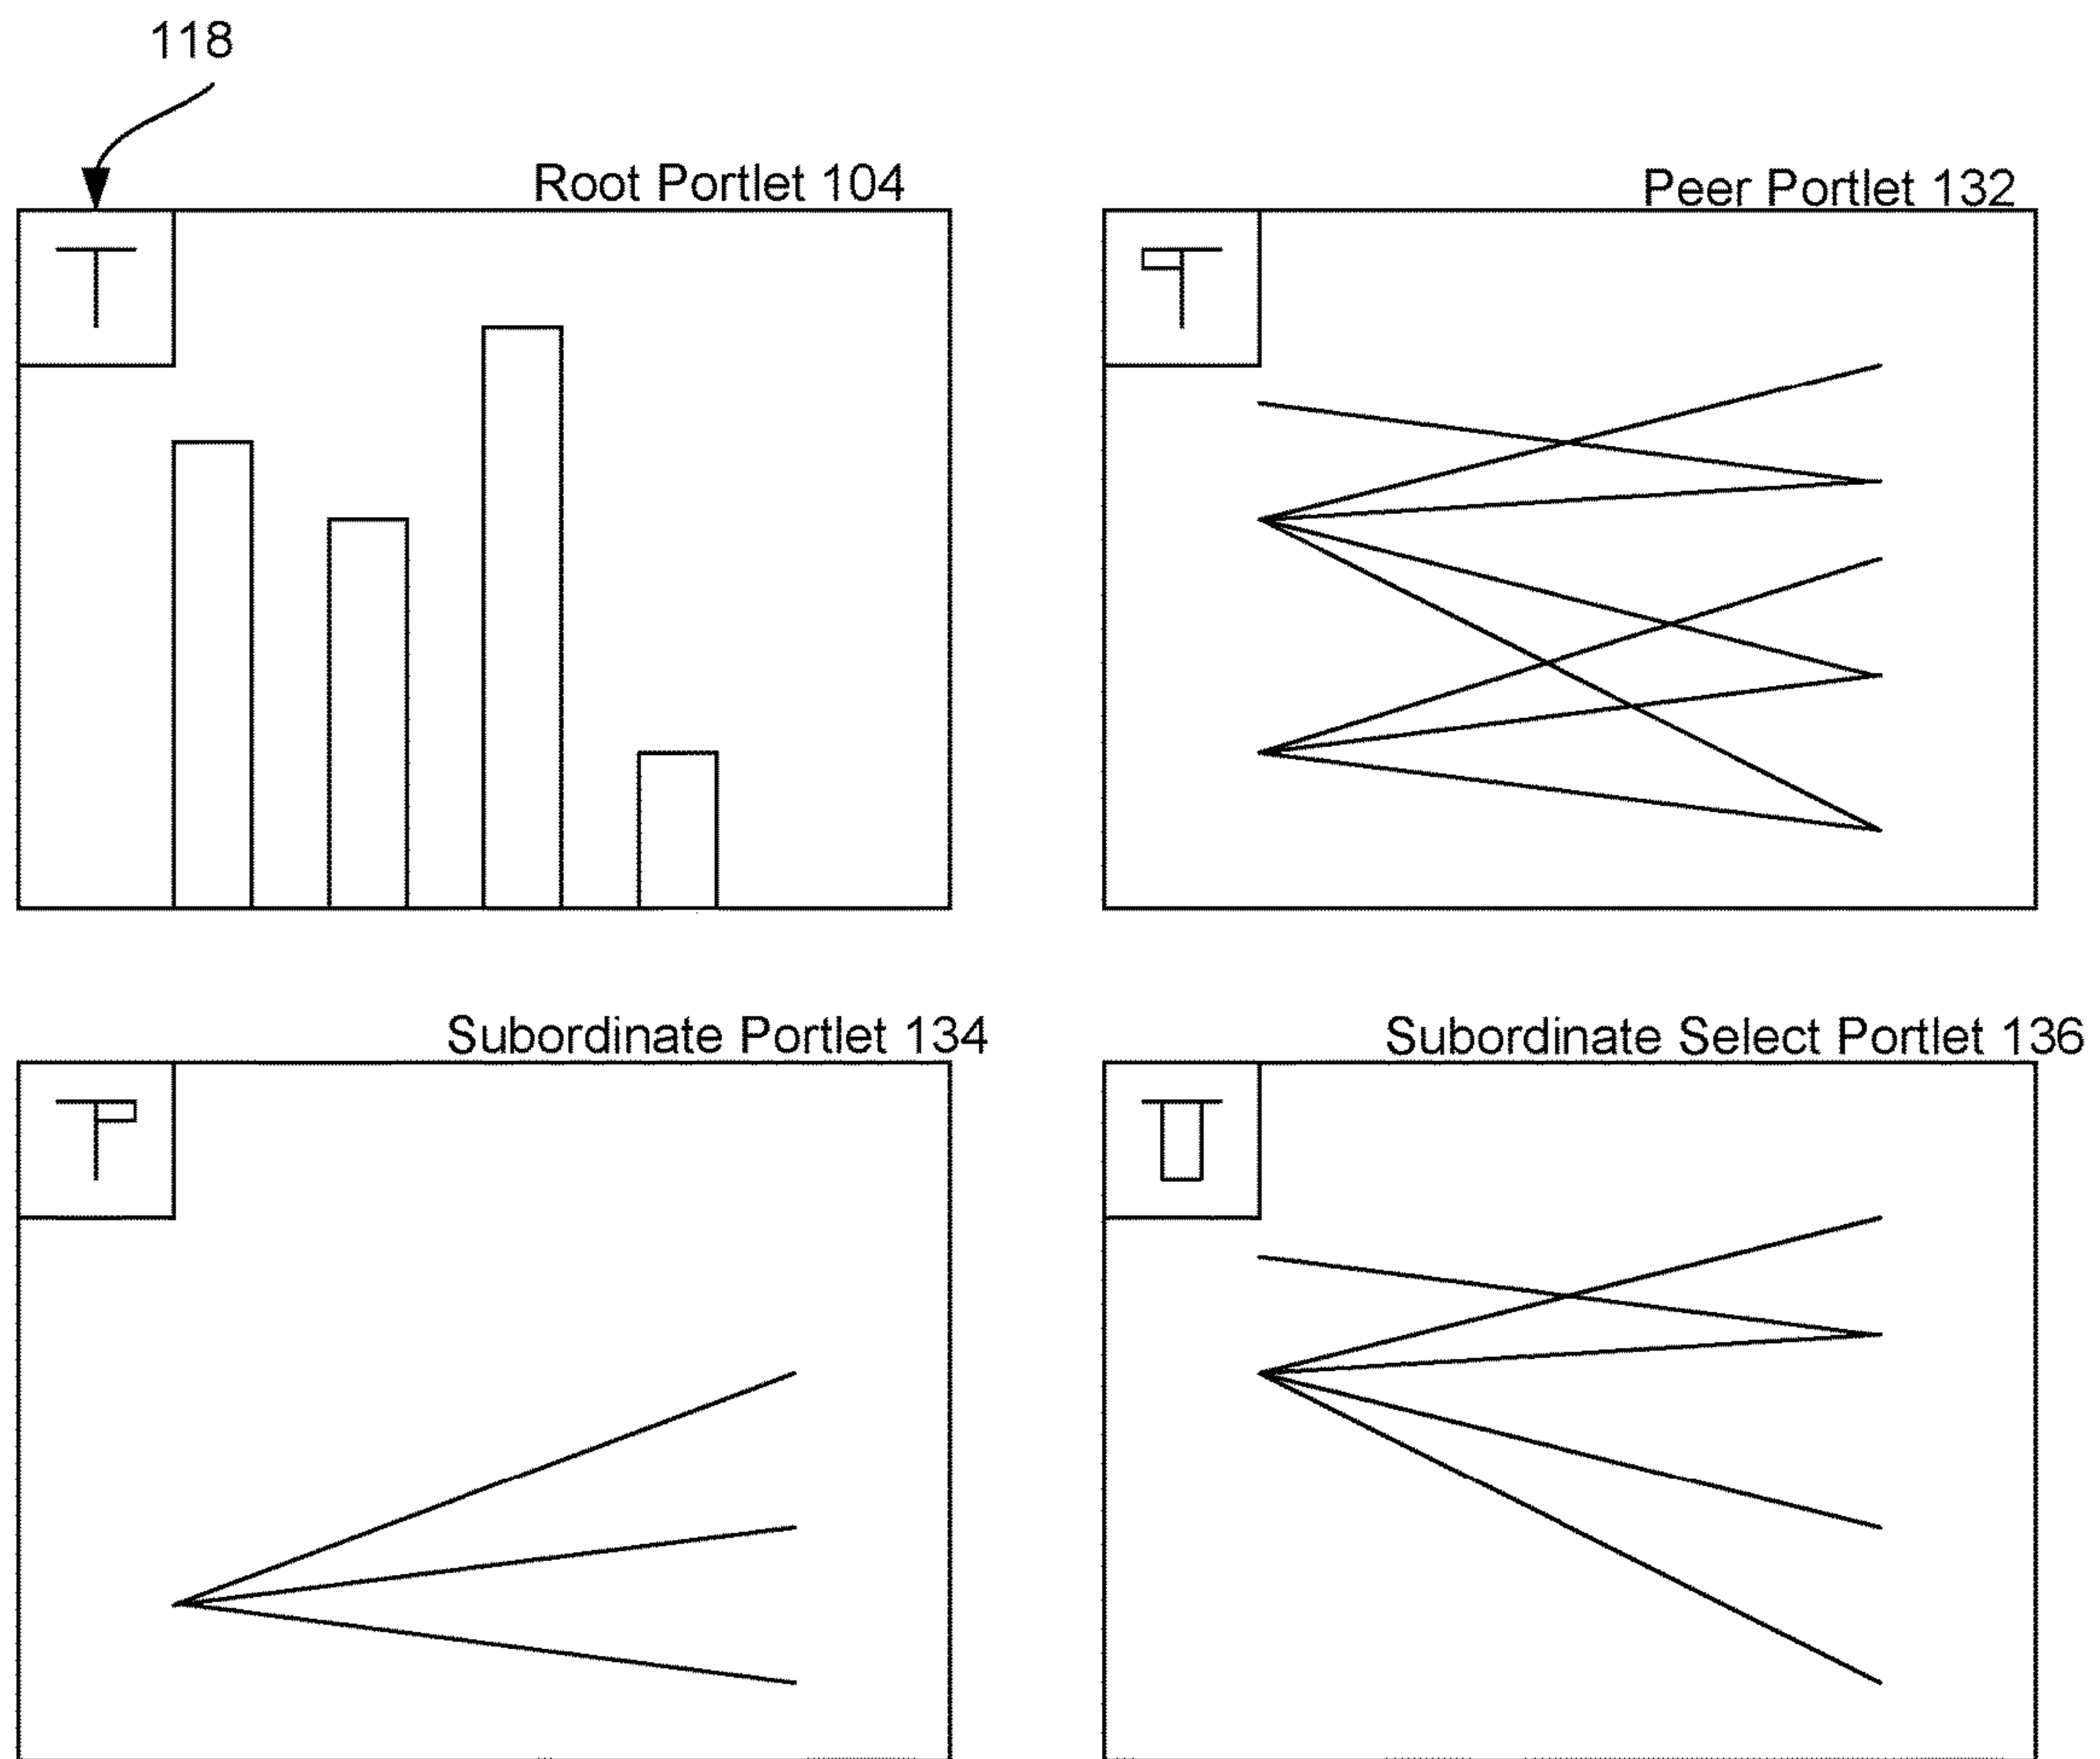 118
Root Portlet 104
Peer Portlet 132
Subordinate Portlet 134
Subordinate Select Portlet 136